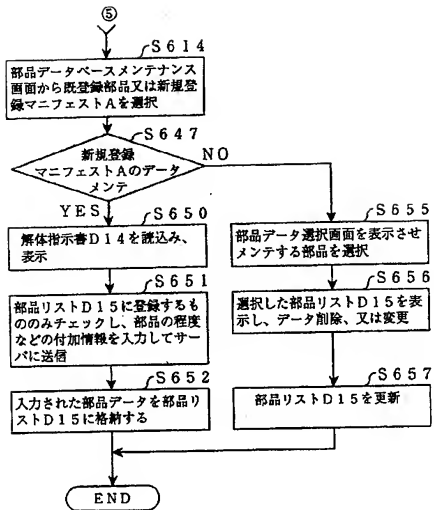 ⑤
S614
部品データベースメンテナンス
画面から既登録部品又は新規登
録マニフェストAを選択
S647
新規登録
マニフェストAのデータ
メンテ
NO
YES
S650
解体指示書D14を読込み、
表示
S651
部品リストD15に登録するも
ののみチェックし、部品の程度
などの付加情報を入力してサー
バに送信
S652
入力された部品データを部品
リストD15に格納する
S655
部品データ選択画面を表示させ
メンテする部品を選択
S656
選択した部品リストD15を表
示し、データ削除、又は変更
S657
部品リストD15を更新
END